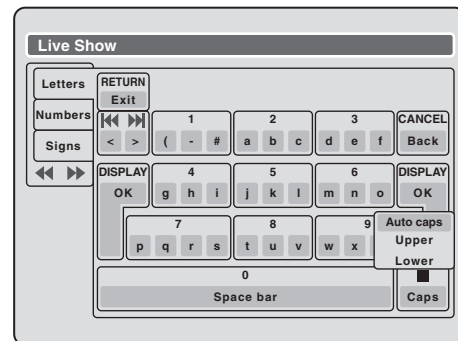 Live Show
Letters
Numbers
Signs
RETURN
Exit
< >
1
( - #
2
a b c
3
d e f
CANCEL
Back
DISPLAY
OK
4
g h i
5
j k l
6
m n o
DISPLAY
OK
7
p q r s
8
t u v
9
w x
Auto caps
Upper
Lower
0
Space bar
Caps